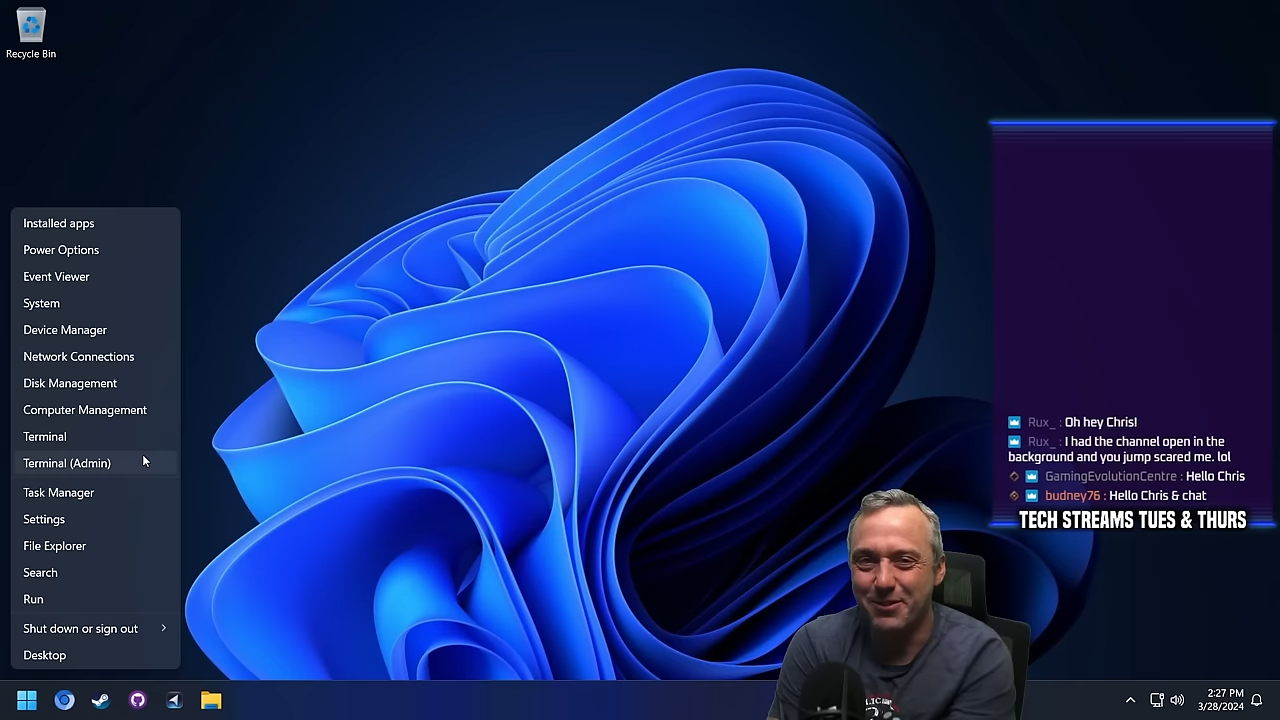 Recycle Bin
Installed apps
Power Options
Event Viewer
System
Device Manager
Network Connections
Disk Management
Computer Management
Terminal
Terminal (Admin)
Task Manager
Settings
File Explorer
Search
Run
Shut down or sign out
Desktop
Rux_ : Oh hey Chris!
Rux_ : I had the channel open in the
background and you jump scared me. lol
GamingEvolutionCentre : Hello Chris
budney76 : Hello Chris & chat
TECH STREAMS TUES & THURS
2:27 PM
3/28/2024